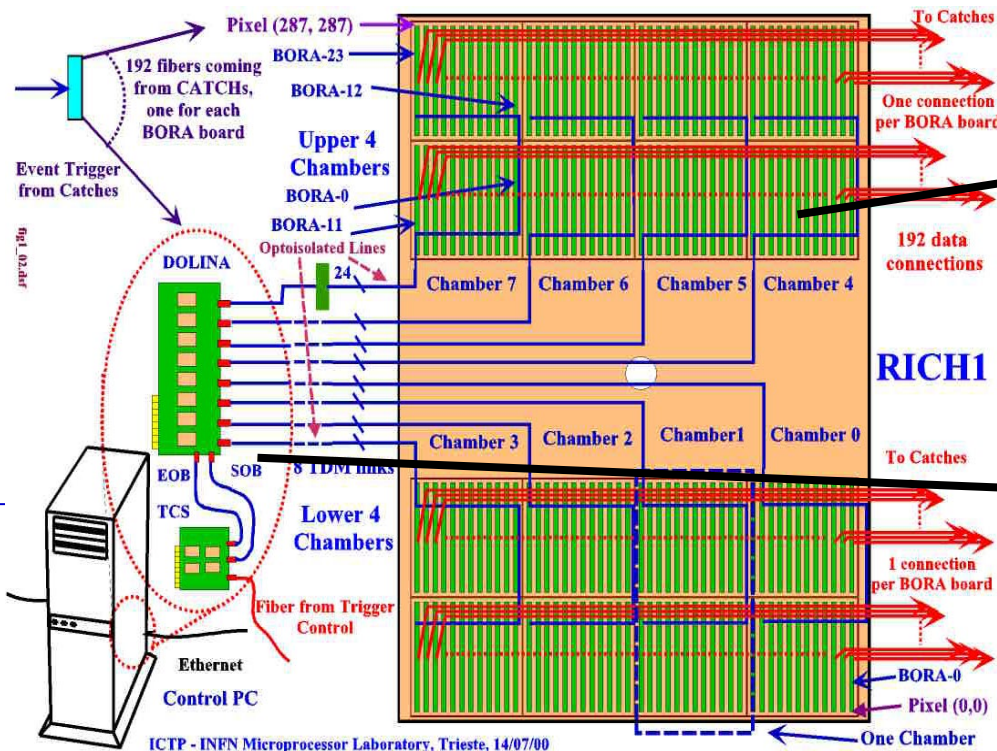 Pixel (287, 287)
To Catches
BORA-23
192 fibers coming
from CATCHs,
one for each
BORA board
BORA-12
One connection
per BORA board
Upper 4
Chambers
Event Trigger
from Catches
BORA-0
BORA-11
Optoisolated Lines
192 data
connections
fig1_02.dsf
DOLINA
24
Chamber 7
Chamber 6
Chamber 5
Chamber 4
RICH1
Chamber 3
Chamber 2
Chamber1
Chamber 0
To Catches
8 TDM links
EOB
SOB
TCS
Lower 4
Chambers
1 connection
per BORA board
Fiber from Trigger
Control
Ethernet
Control PC
BORA-0
Pixel (0,0)
One Chamber
ICTP - INFN Microprocessor Laboratory, Trieste, 14/07/00